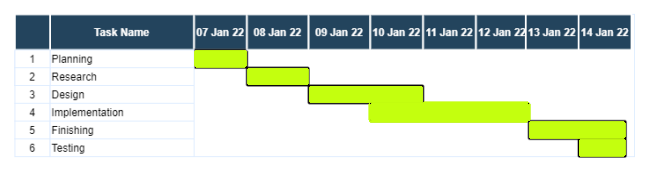 Task Name 07 Jan 22 08 Jan 22 09 Jan 22 10 Jan 22 11 Jan 22 12 Jan 22 13 Jan 22 14 Jan 22
1 Planning
2 Research
3 Design
4 Implementation
5 Finishing
6 Testing